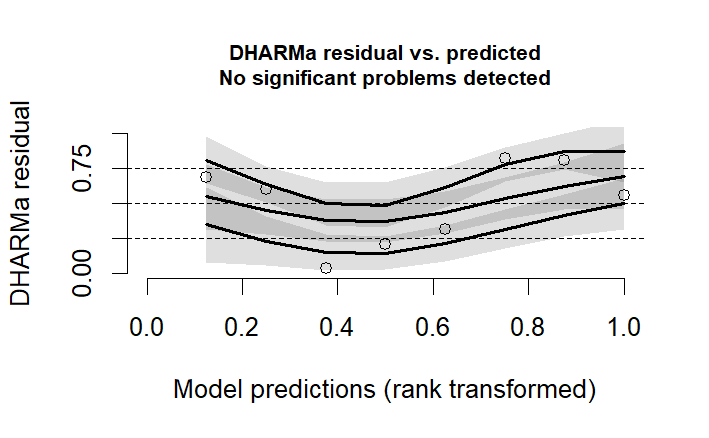 DHARMa residual vs. predicted
No significant problems detected
DHARMa residual
0.75
0.00
0.0 0.2 0.4 0.6 0.8 1.0
Model predictions (rank transformed)